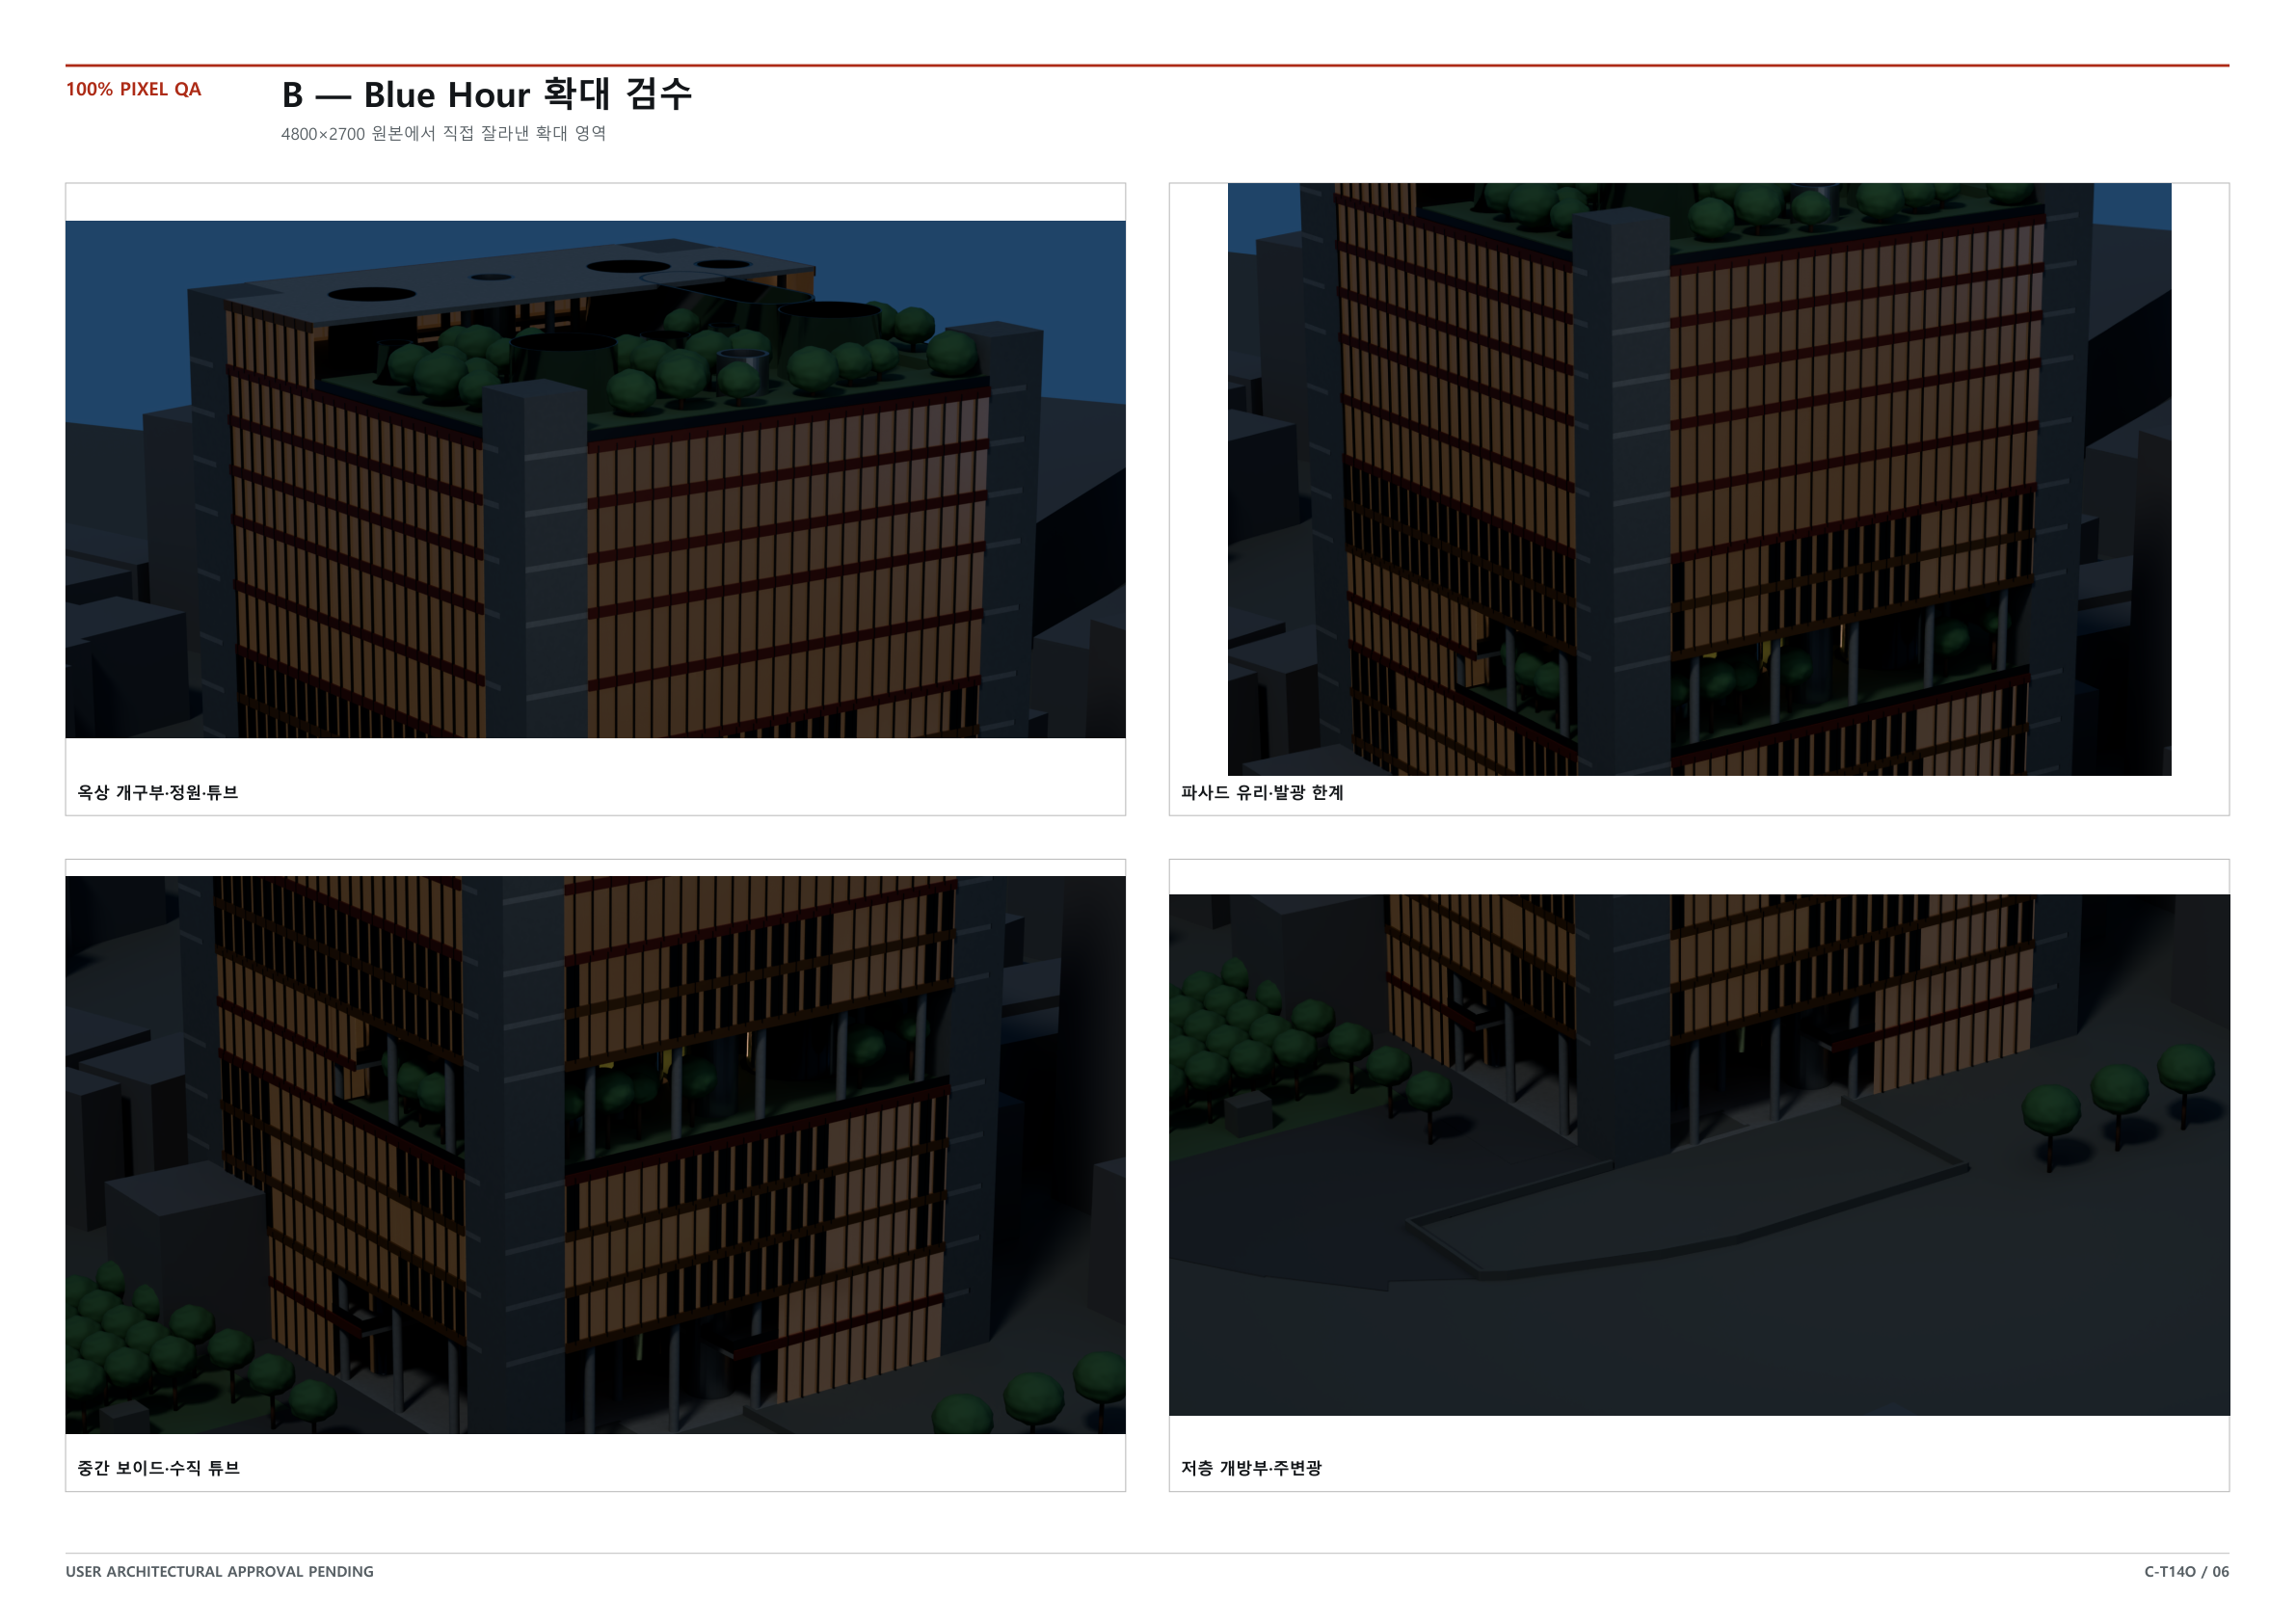 100% PIXEL QA
B — Blue Hour 확대 검수
4800×2700 원본에서 직접 잘라낸 확대 영역
옥상 개구부·정원·튜브
파사드 유리·발광 한계
중간 보이드·수직 튜브
저층 개방부·주변광
USER ARCHITECTURAL APPROVAL PENDING
C-T14O / 06